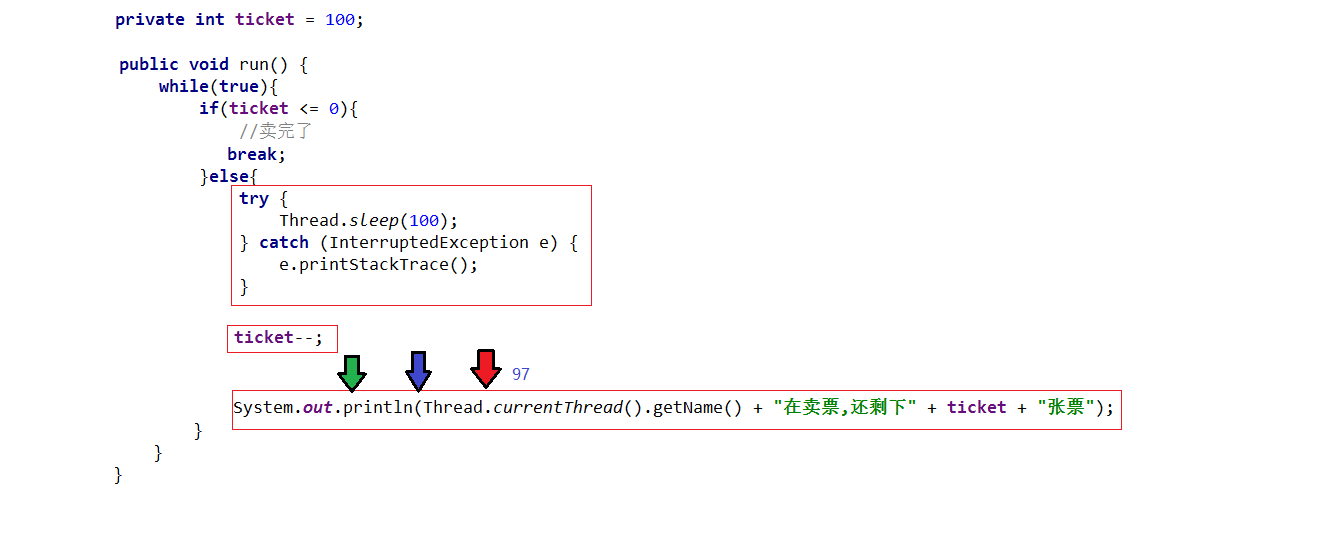 private int ticket = 100;
public void run() {
while(true){
if(ticket <= 0){
//卖完了
break;
}else{
try {
Thread.sleep(100);
} catch (InterruptedException e) {
e.printStackTrace();
}
ticket--;
97
System.out.println(Thread.currentThread().getName() + "在卖票,还剩下" + ticket + "张票");
}
}
}